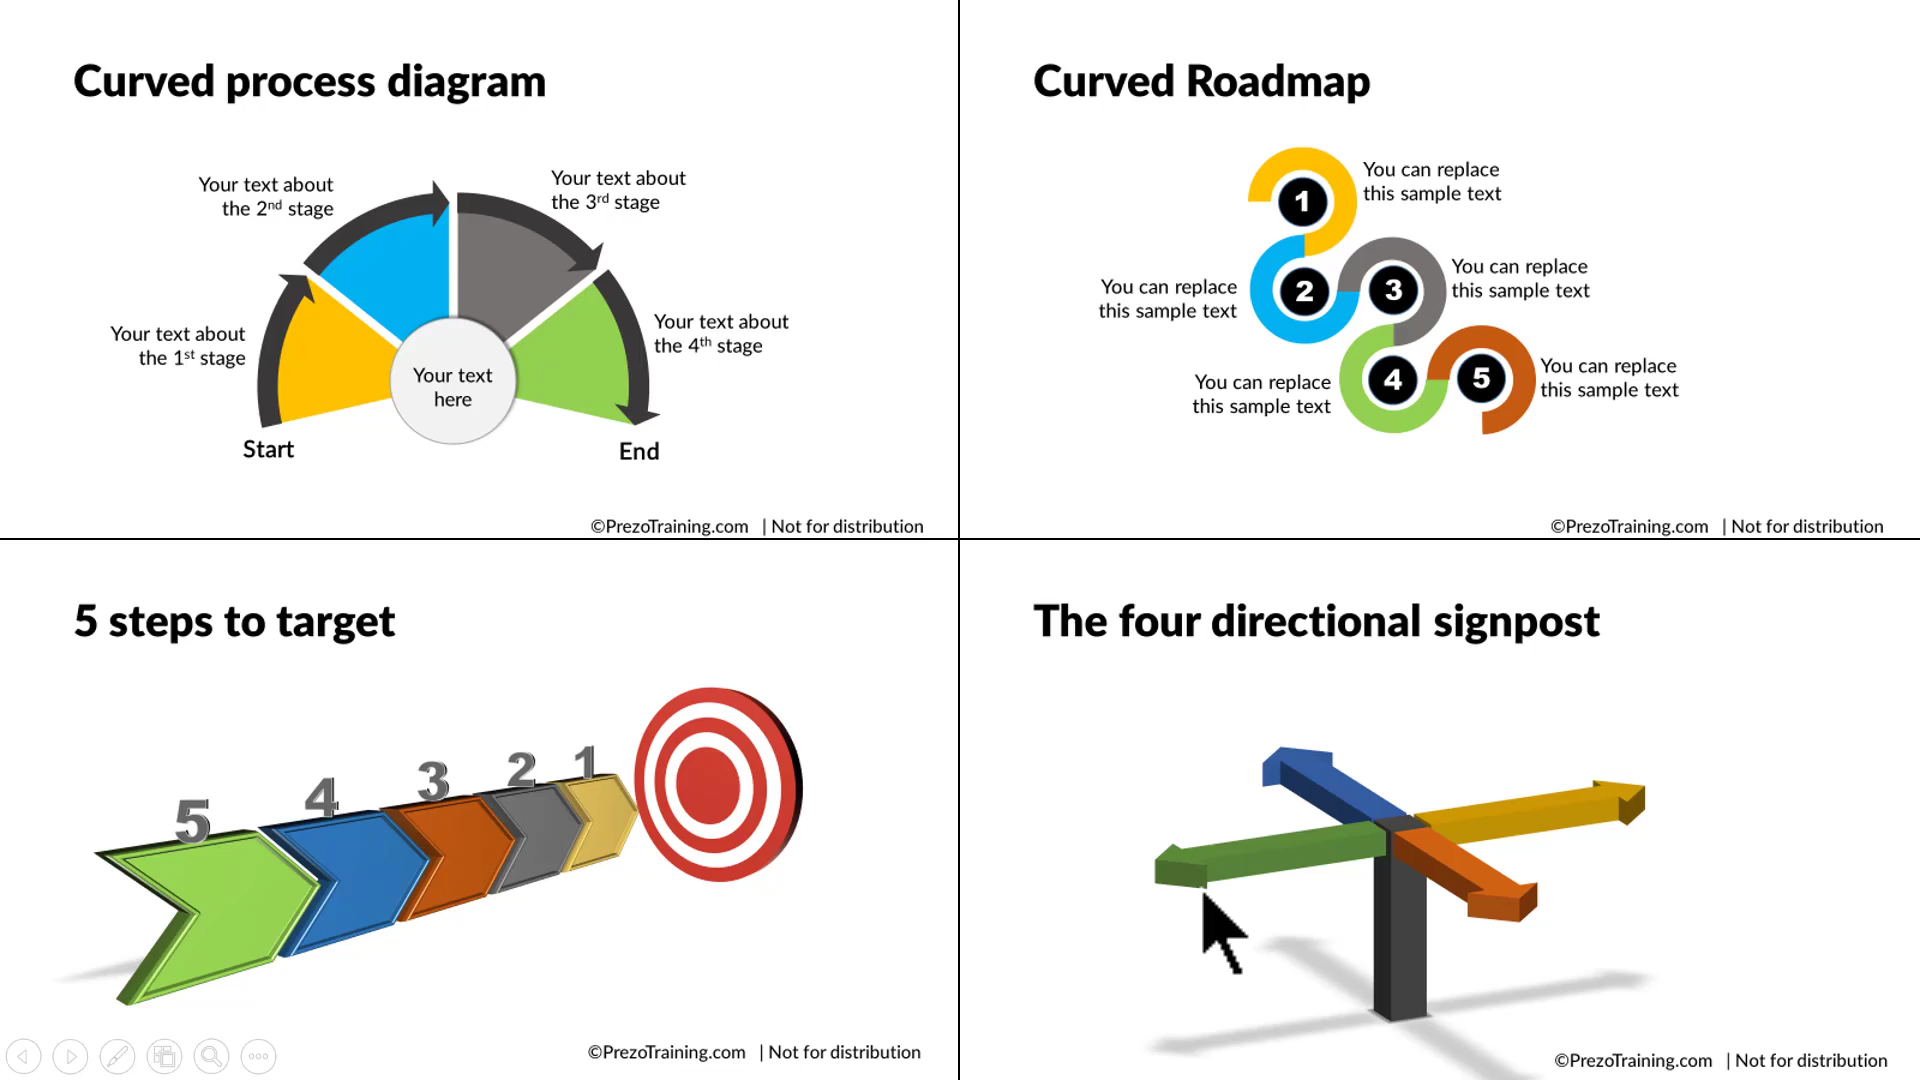 Curved process diagram
Your text about
the 2nd stage
Your text about
the 3rd stage
Your text about
the 1st stage
Your text about
the 4th stage
Your text
here
Start
End
©PrezoTraining.com | Not for distribution
Curved Roadmap
1
You can replace
this sample text
2
You can replace
this sample text
3
You can replace
this sample text
4
You can replace
this sample text
5
You can replace
this sample text
©PrezoTraining.com | Not for distribution
5 steps to target
5 4 3 2 1
©PrezoTraining.com | Not for distribution
The four directional signpost
©PrezoTraining.com | Not for distribution